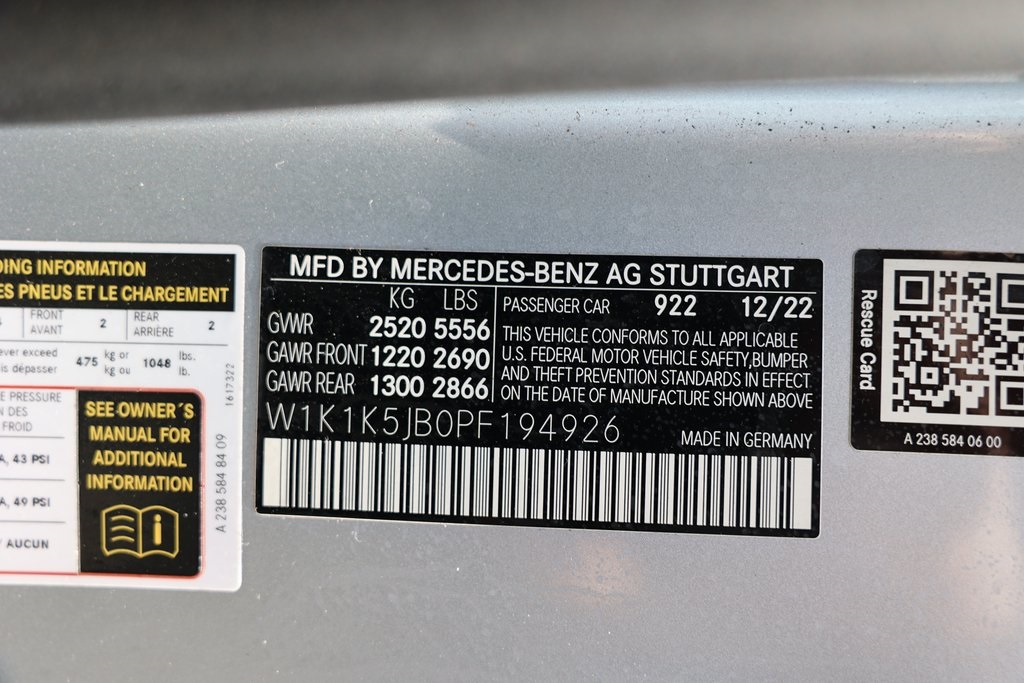 DING INFORMATION
ES PNEUS ET LE CHARGEMENT
FRONT
AVANT
2
REAR
ARRIÈRE
2
ever exceed
is dépasser
475
kg or
kg ou
1048
lbs.
lb.
1617322
E PRESSURE
N DES
FROID
A, 43 PSI
A, 49 PSI
AUCUN
SEE OWNER´S
MANUAL FOR
ADDITIONAL
INFORMATION
A 238 584 84 09
MFD BY MERCEDES-BENZ AG STUTTGART
KG LBS
GVWR 2520 5556
GAWR FRONT 1220 2690
GAWR REAR 1300 2866
PASSENGER CAR 922 12/22
THIS VEHICLE CONFORMS TO ALL APPLICABLE
U.S. FEDERAL MOTOR VEHICLE SAFETY,BUMPER
AND THEFT PREVENTION STANDARDS IN EFFECT
ON THE DATE OF MANUFACTURE SHOWN ABOVE
W1K1K5JB0PF194926
MADE IN GERMANY
Rescue Card
A 238 584 06 00